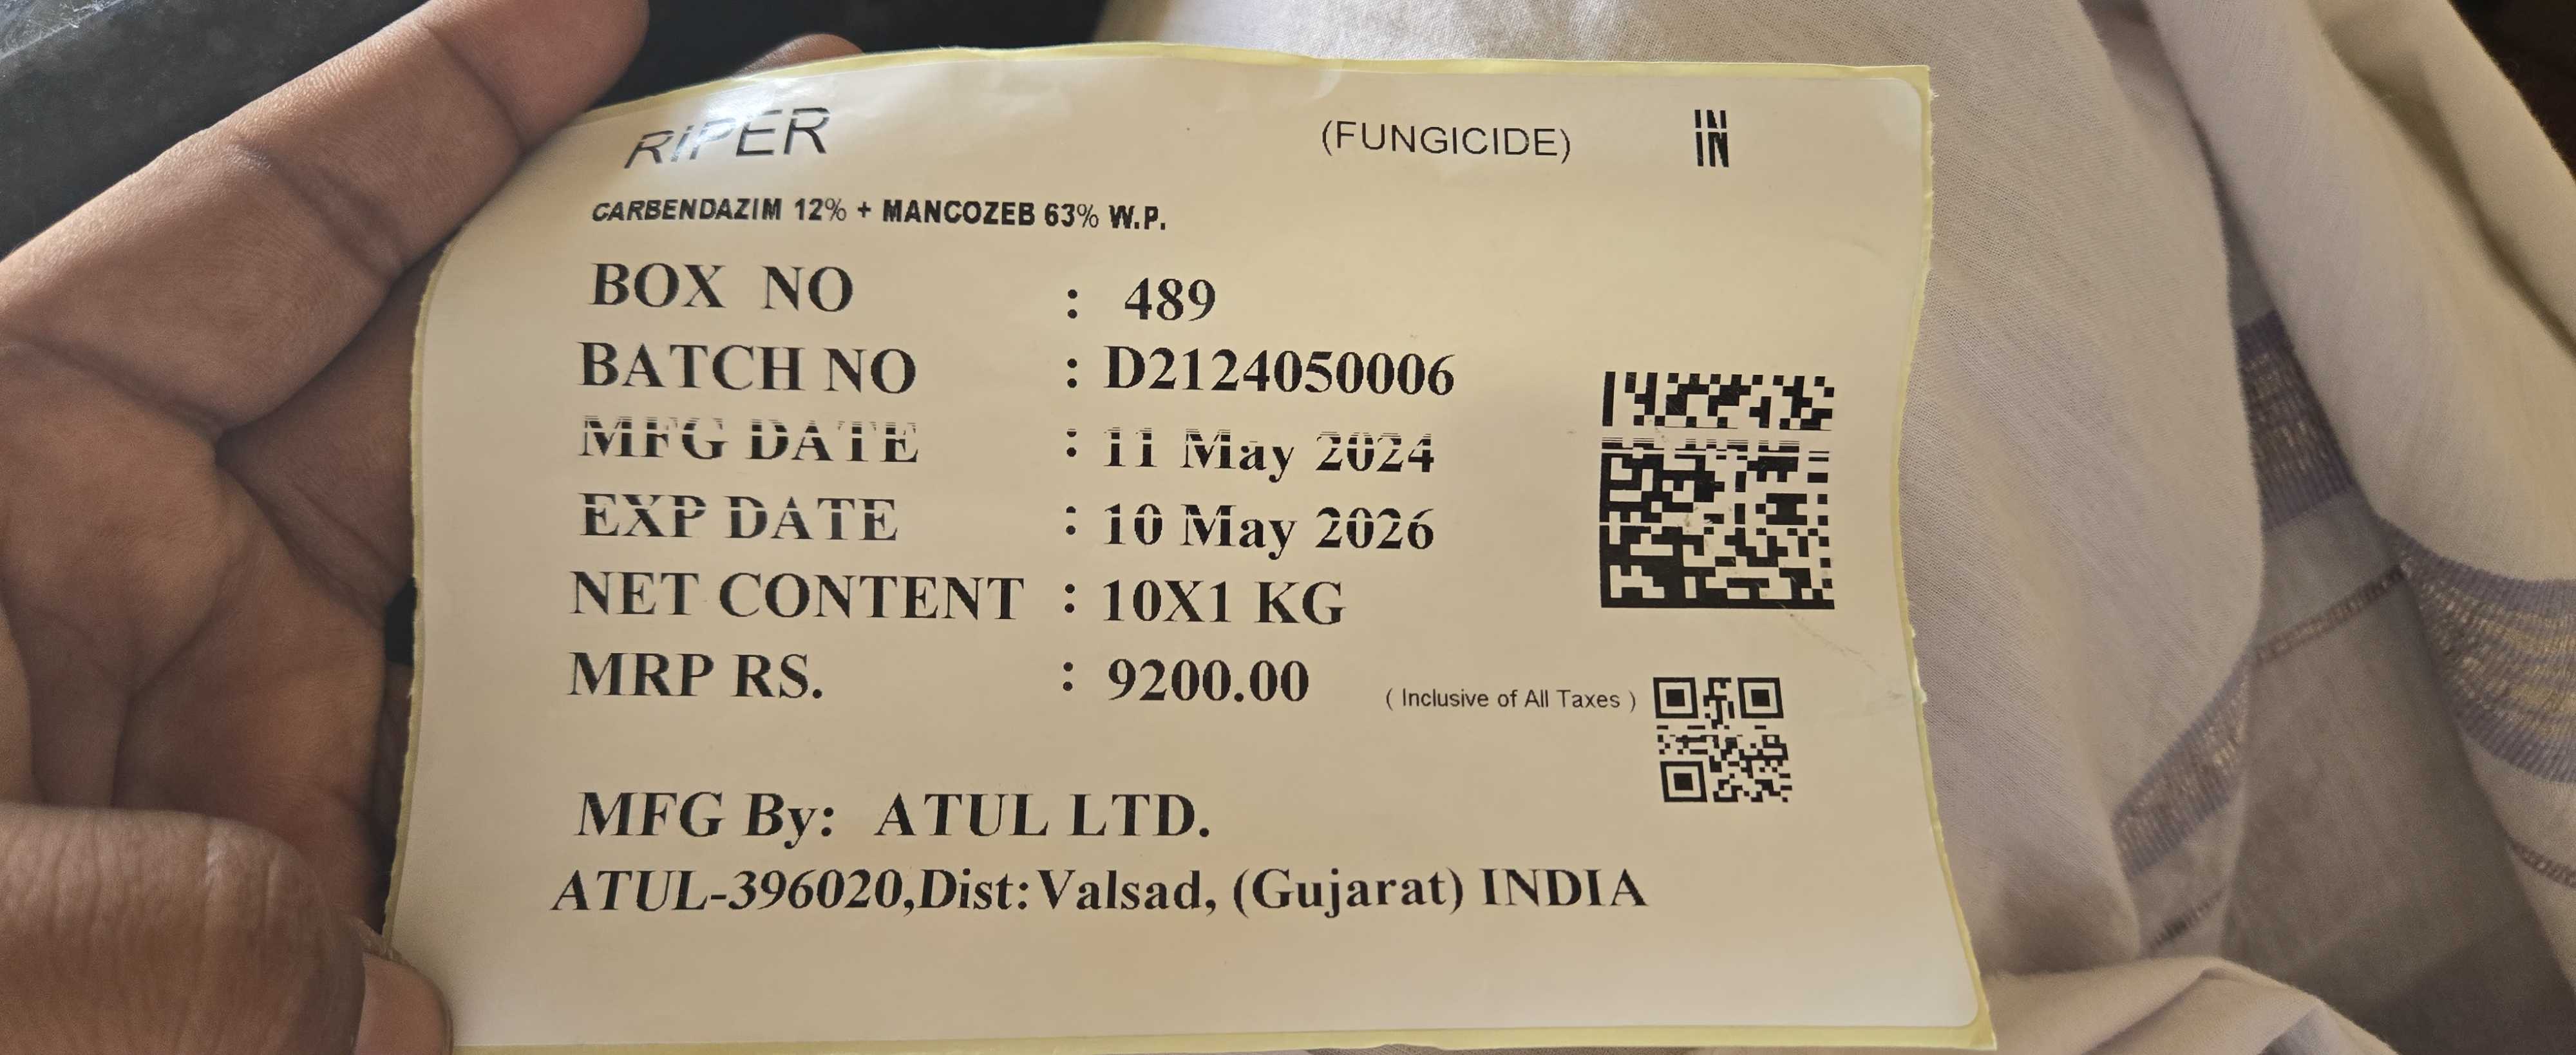 RIPER (FUNGICIDE) IN
CARBENDAZIM 12% + MANCOZEB 63% W.P.
BOX NO : 489
BATCH NO : D2124050006
MFG DATE : 11 May 2024
EXP DATE : 10 May 2026
NET CONTENT : 10X1 KG
MRP RS. : 9200.00 ( Inclusive of All Taxes )
MFG By: ATUL LTD.
ATUL-396020,Dist:Valsad, (Gujarat) INDIA